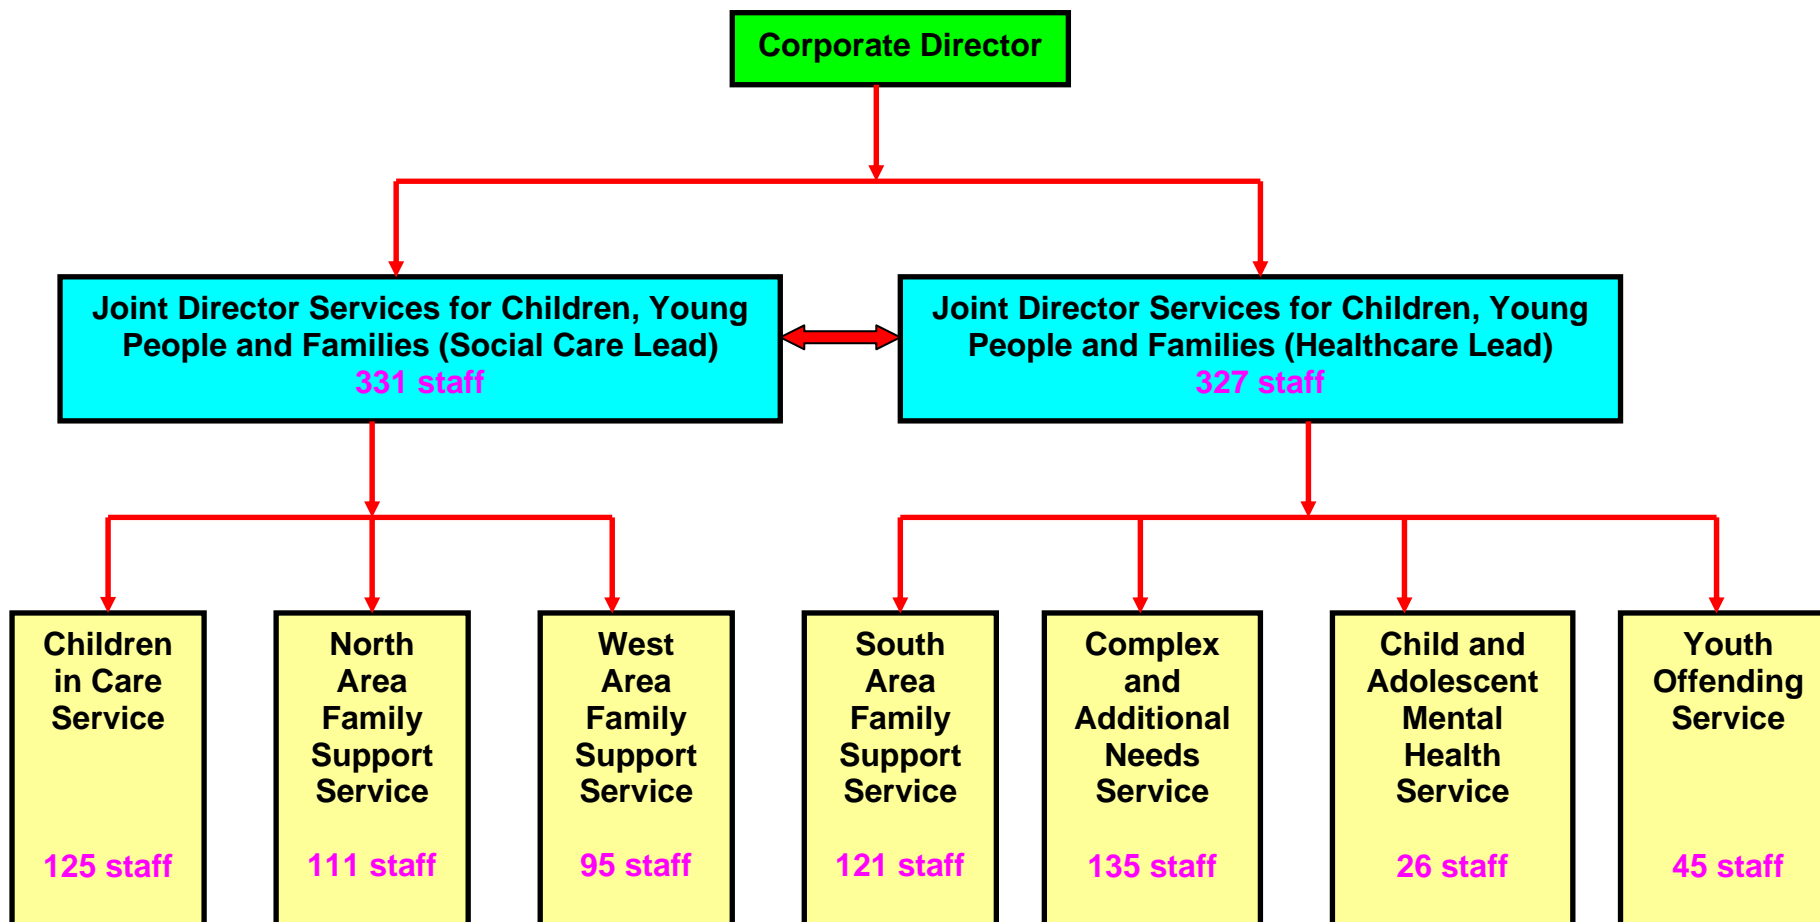 Corporate Director
Joint Director Services for Children, Young
People and Families (Social Care Lead)
331 staff
Joint Director Services for Children, Young
People and Families (Healthcare Lead)
327 staff
Children
in Care
Service
125 staff
North
Area
Family
Support
Service
111 staff
West
Area
Family
Support
Service
95 staff
South
Area
Family
Support
Service
121 staff
Complex
and
Additional
Needs
Service
135 staff
Child and
Adolescent
Mental
Health
Service
26 staff
Youth
Offending
Service
45 staff